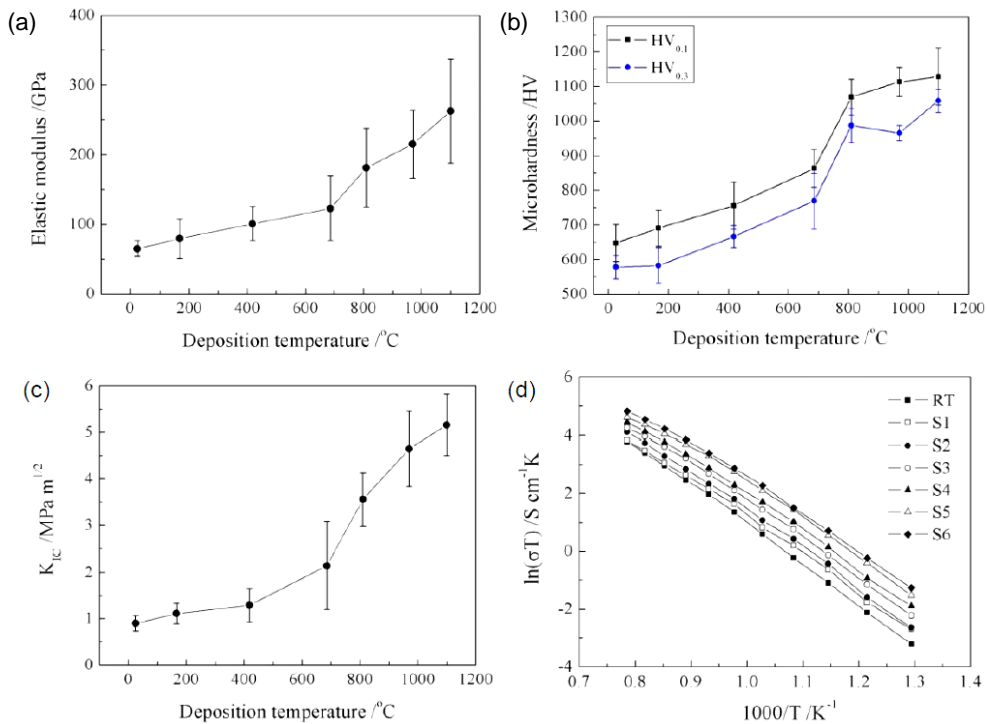 (a)
400
300
200
100
0
Elastic modulus /GPa
0 200 400 600 800 1000 1200
Deposition temperature /°C
(b)
1300
1200
1100
1000
900
800
700
600
500
Microhardness /HV
HV0.1
HV0.3
0 200 400 600 800 1000 1200
Deposition temperature /°C
(c)
6
5
4
3
2
1
0
K_IC /MPa m^1/2
0 200 400 600 800 1000 1200
Deposition temperature /°C
(d)
6
4
2
0
-2
-4
ln(σT) /S cm⁻¹K
RT
S1
S2
S3
S4
S5
S6
0.7 0.8 0.9 1.0 1.1 1.2 1.3 1.4
1000/T /K⁻¹